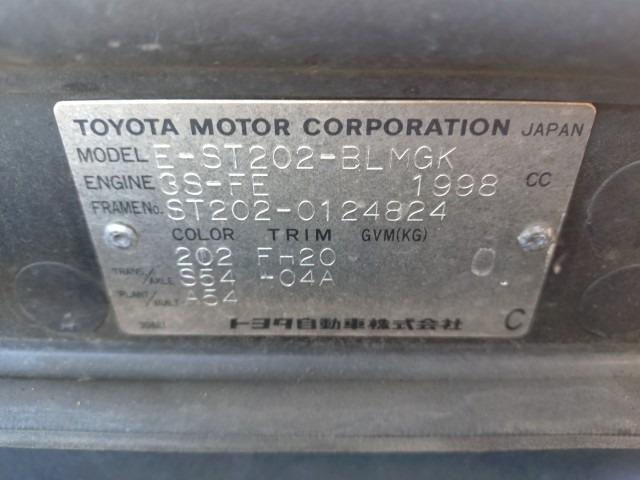 TOYOTA MOTOR CORPORATION JAPAN
MODEL E-ST202-BLMGK
ENGINE 3S-FE 1998 CC
FRAME No. ST202-0124824
COLOR TRIM GVM(KG)
202 FH20 0
TRANS./AXLE S54 -04A
PLANT/BUILT A54
トヨタ自動車株式会社 C